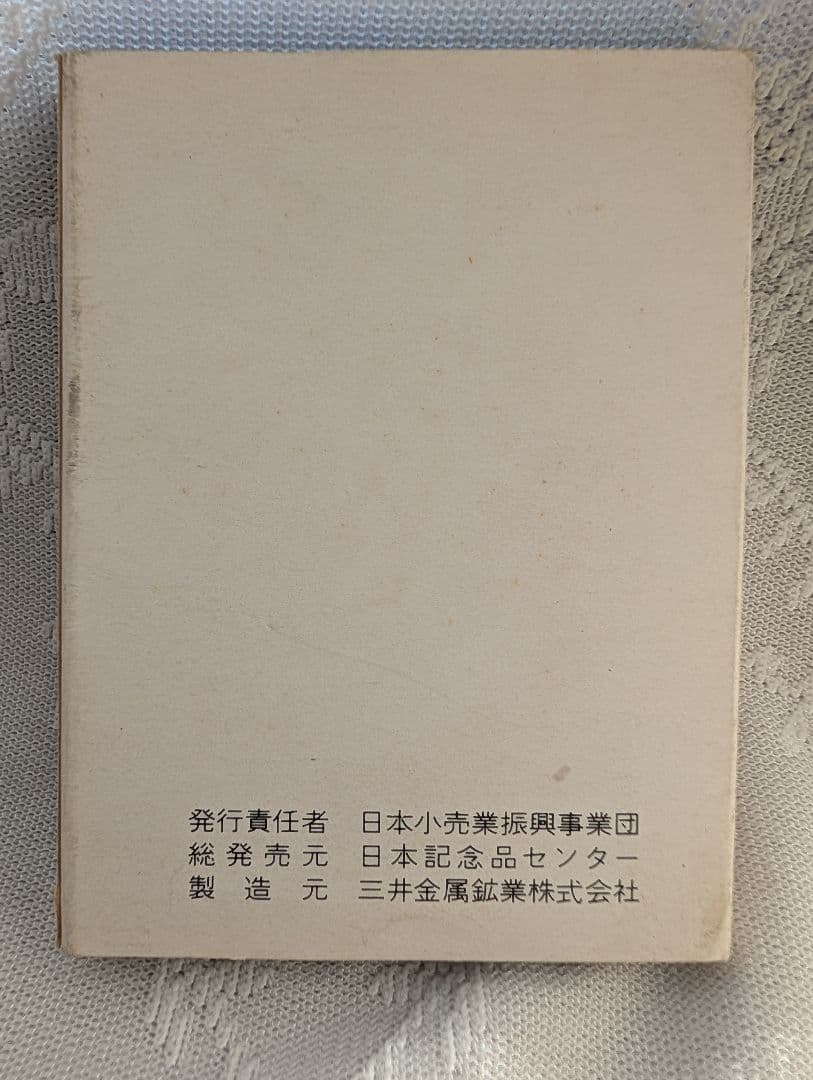 発行責任者　日本小売業振興事業団
総発売元　日本記念品センター
製造元　三井金属鉱業株式会社